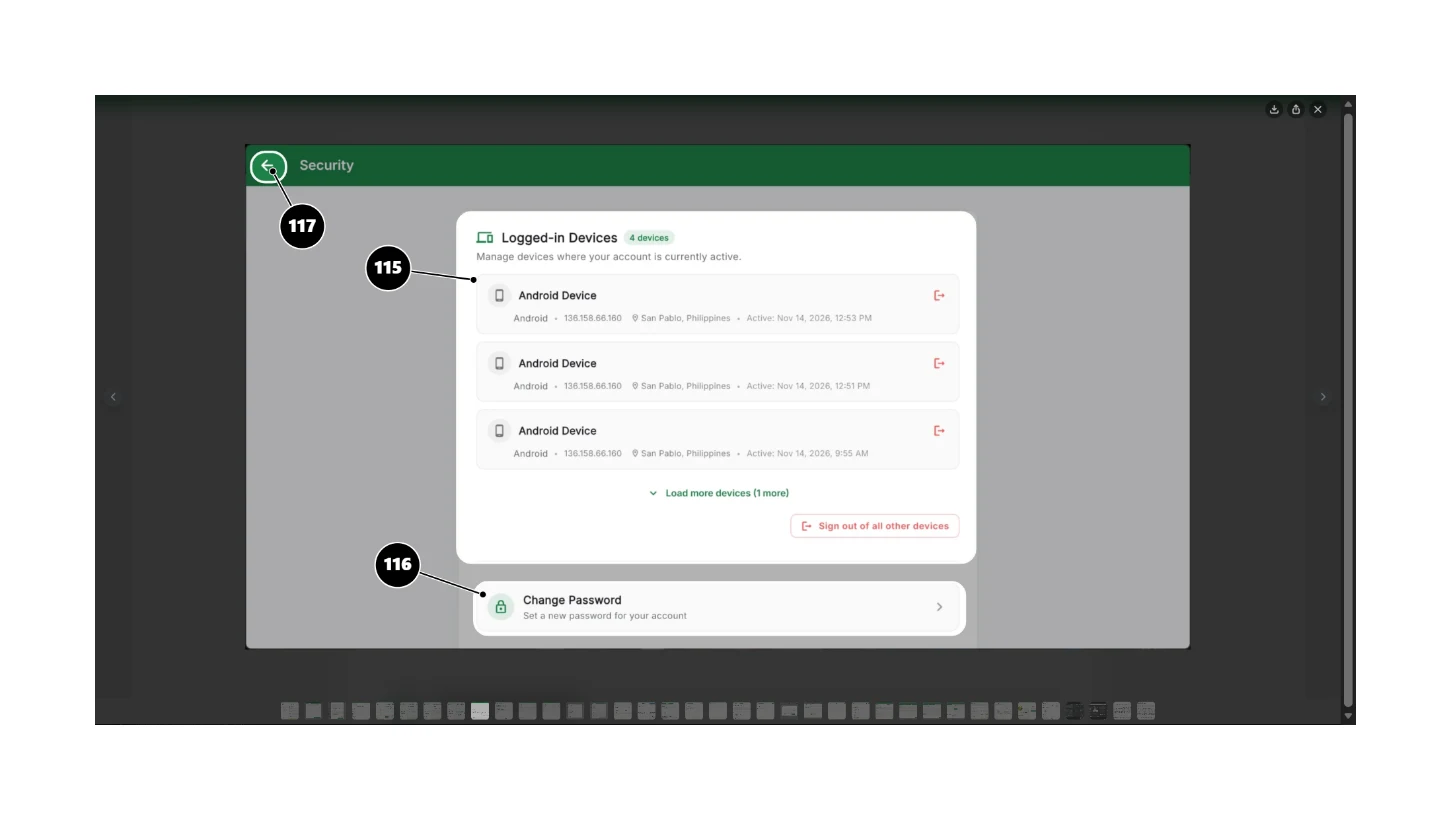 Security
117
115
Logged-in Devices 4 devices
Manage devices where your account is currently active.
Android Device
Android • 136.158.66.160 San Pablo, Philippines • Active: Nov 14, 2026, 12:53 PM
Android Device
Android • 136.158.66.160 San Pablo, Philippines • Active: Nov 14, 2026, 12:51 PM
Android Device
Android • 136.158.66.160 San Pablo, Philippines • Active: Nov 14, 2026, 9:55 AM
Load more devices (1 more)
Sign out of all other devices
116
Change Password
Set a new password for your account